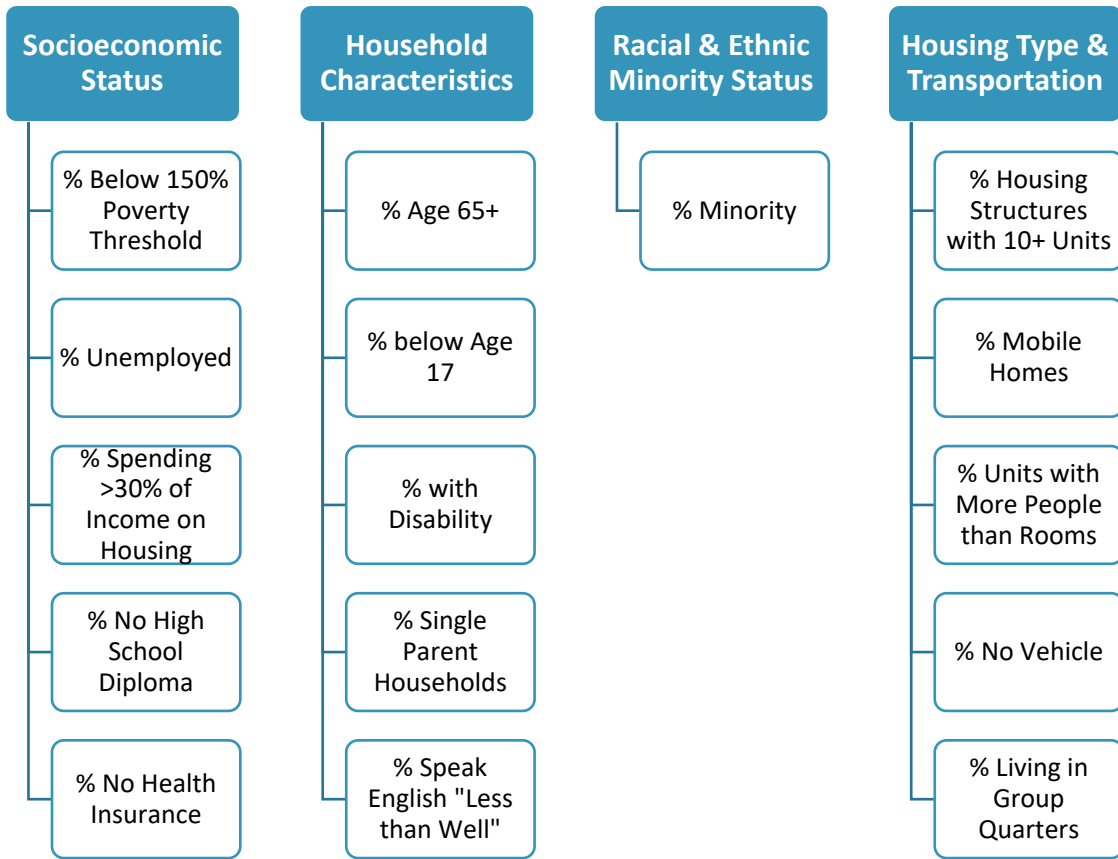 Socioeconomic
Status
% Below 150%
Poverty
Threshold
% Unemployed
% Spending
>30% of
Income on
Housing
% No High
School
Diploma
% No Health
Insurance
Household
Characteristics
% Age 65+
% below Age
17
% with
Disability
% Single
Parent
Households
% Speak
English "Less
than Well"
Racial & Ethnic
Minority Status
% Minority
Housing Type &
Transportation
% Housing
Structures
with 10+ Units
% Mobile
Homes
% Units with
More People
than Rooms
% No Vehicle
% Living in
Group
Quarters